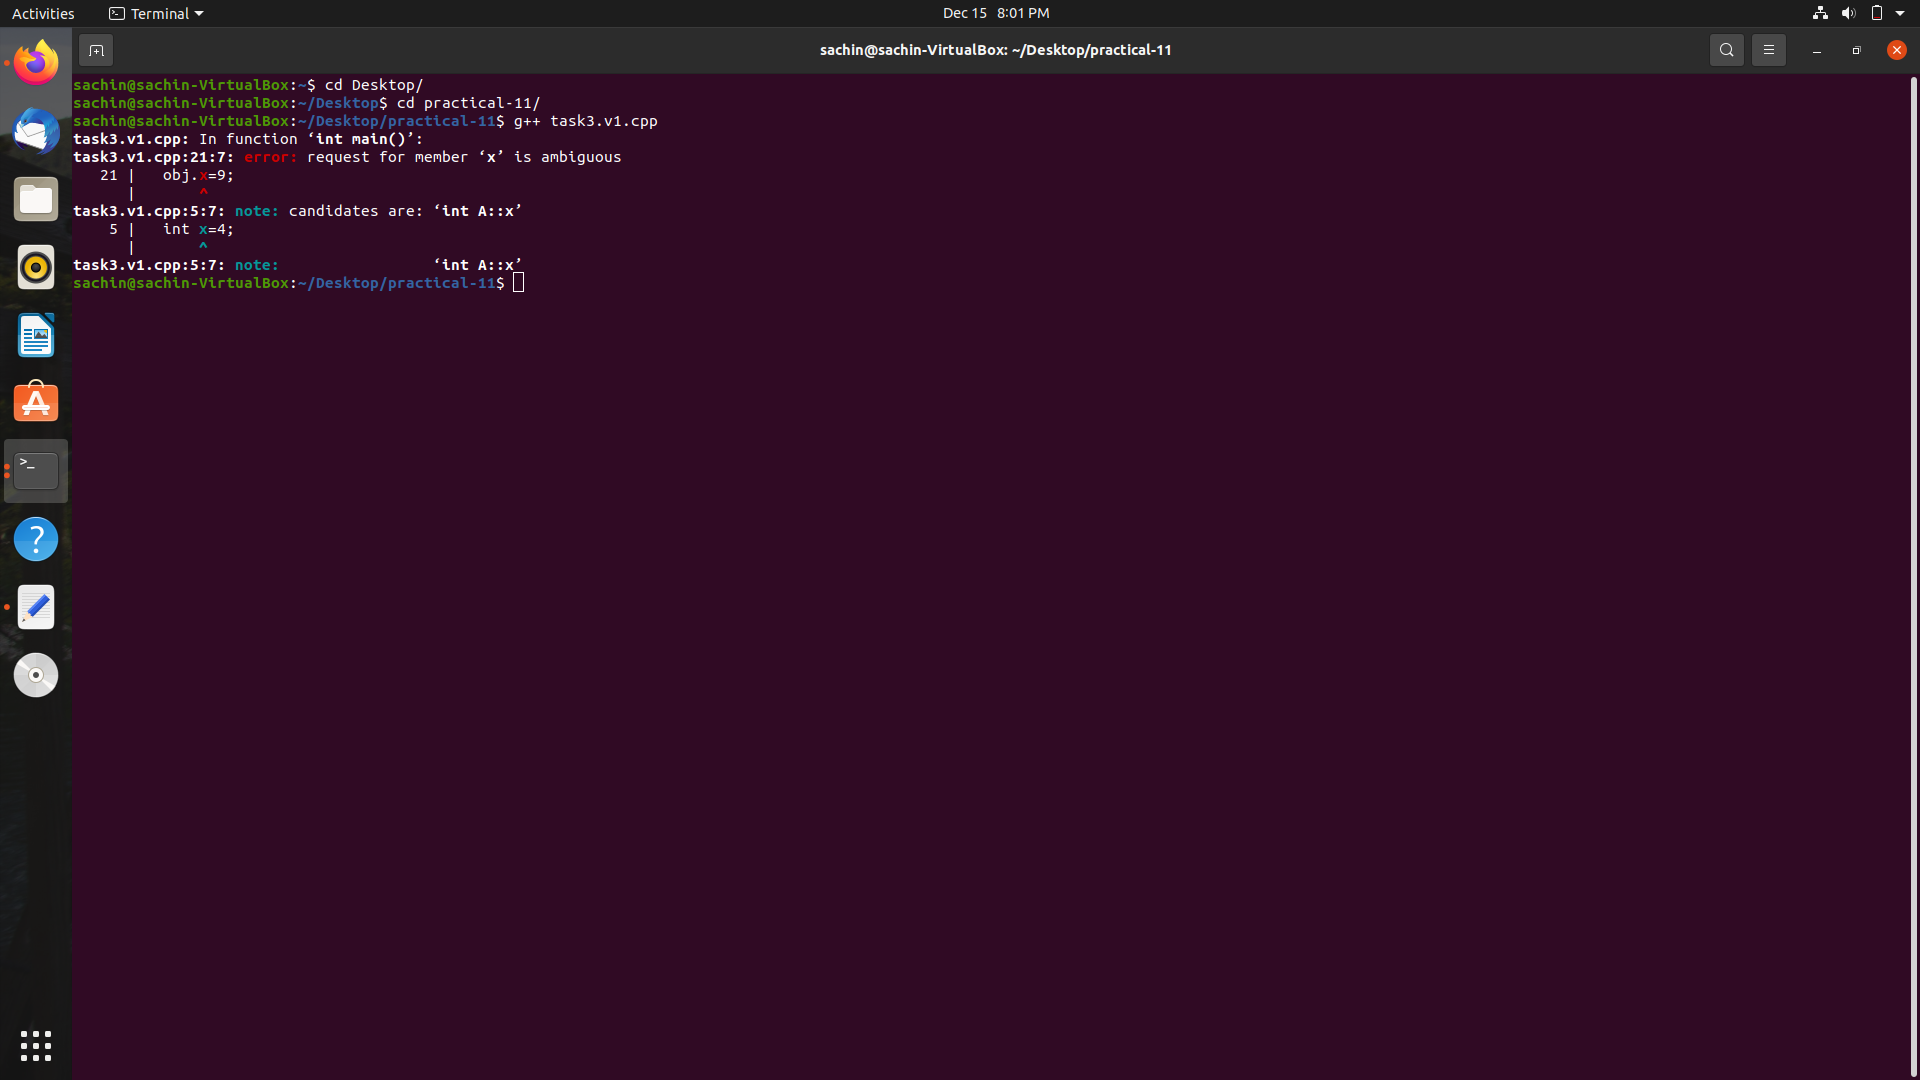 Activities
Terminal
Dec 15 8:01 PM
sachin@sachin-VirtualBox: ~/Desktop/practical-11
sachin@sachin-VirtualBox:~$ cd Desktop/
sachin@sachin-VirtualBox:~/Desktop$ cd practical-11/
sachin@sachin-VirtualBox:~/Desktop/practical-11$ g++ task3.v1.cpp
task3.v1.cpp: In function ‘int main()’:
task3.v1.cpp:21:7: error: request for member ‘x’ is ambiguous
   21 |   obj.x=9;
      |       ^
task3.v1.cpp:5:7: note: candidates are: ‘int A::x’
    5 |   int x=4;
      |       ^
task3.v1.cpp:5:7: note:                 ‘int A::x’
sachin@sachin-VirtualBox:~/Desktop/practical-11$